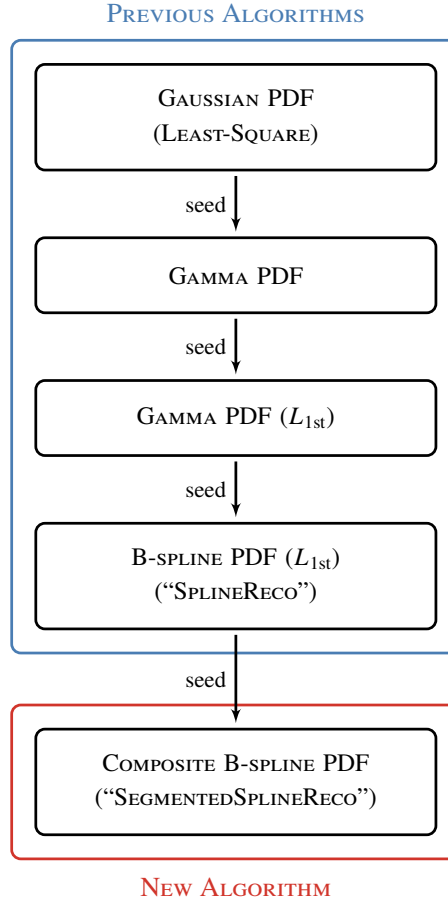 Previous Algorithms
Gaussian PDF
(Least-Square)
seed
Gamma PDF
seed
Gamma PDF (L1st)
seed
B-spline PDF (L1st)
(“SplineReco”)
seed
Composite B-spline PDF
(“SegmentedSplineReco”)
New Algorithm